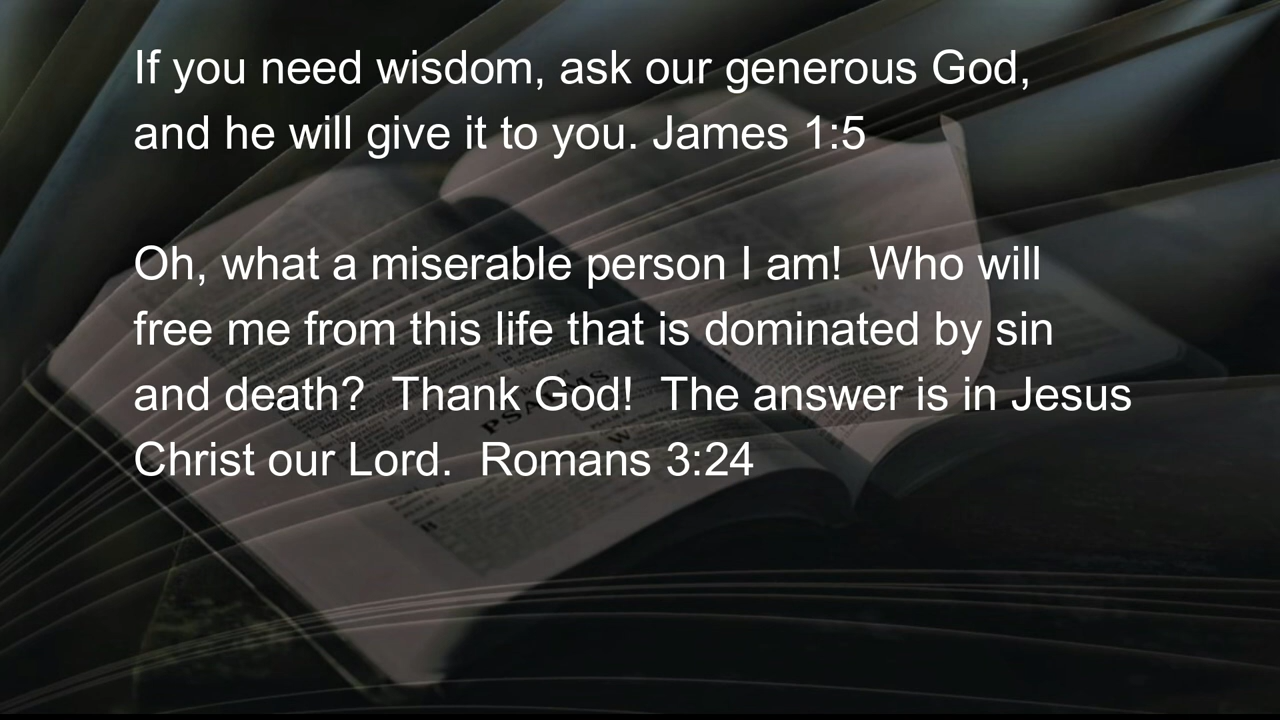 If you need wisdom, ask our generous God,
and he will give it to you. James 1:5
Oh, what a miserable person I am!  Who will
free me from this life that is dominated by sin
and death?  Thank God!  The answer is in Jesus
Christ our Lord.  Romans 3:24
PSALMS